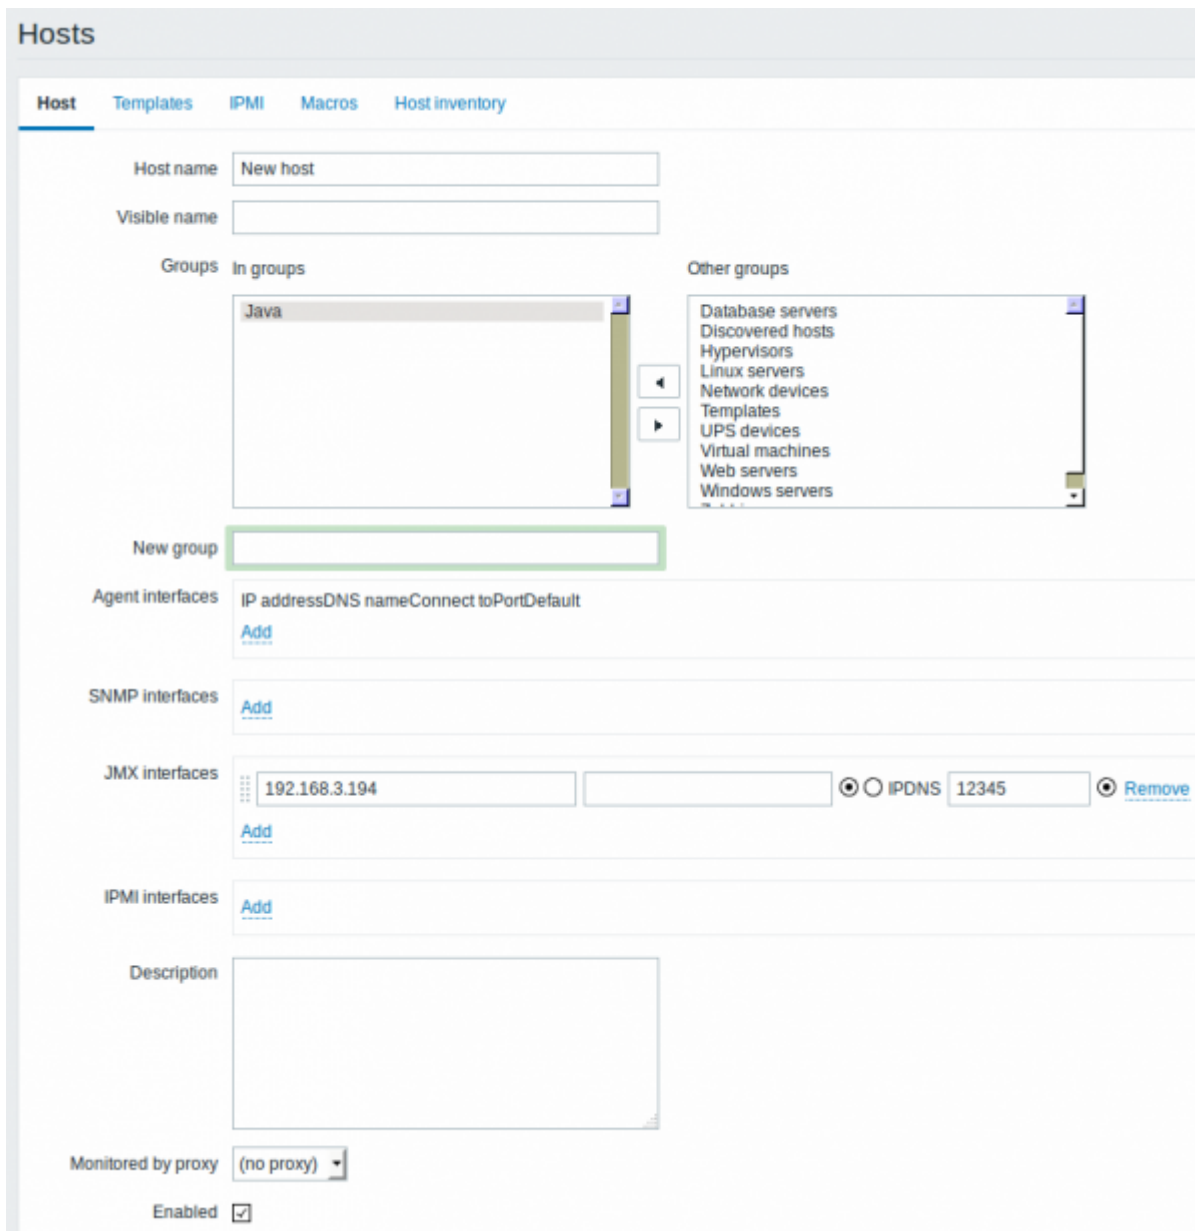 Hosts
Host Templates IPMI Macros Host inventory
Host name New host
Visible name
Groups In groups Other groups
Java
Database servers
Discovered hosts
Hypervisors
Linux servers
Network devices
Templates
UPS devices
Virtual machines
Web servers
Windows servers
New group
Agent interfaces IP addressDNS nameConnect toPortDefault
Add
SNMP interfaces Add
JMX interfaces 192.168.3.194 IPDNS 12345 Remove
Add
IPMI interfaces Add
Description
Monitored by proxy (no proxy)
Enabled